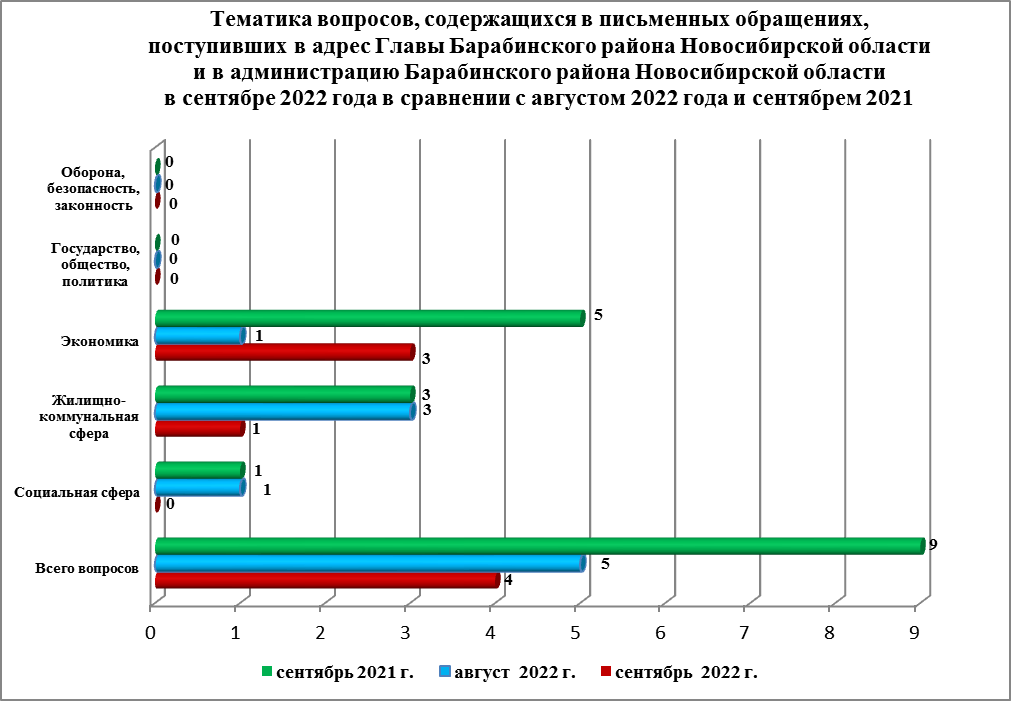 Тематика вопросов, содержащихся в письменных обращениях,
поступивших в адрес Главы Барабинского района Новосибирской области
и в администрацию Барабинского района Новосибирской области
в сентябре 2022 года в сравнении с августом 2022 года и сентябрем 2021
Оборона,
безопасность,
законность
0
0
0
Государство,
общество,
политика
0
0
0
Экономика
5
1
3
Жилищно-
коммунальная
сфера
3
3
1
Социальная сфера
1
1
0
Всего вопросов
9
5
4
0 1 2 3 4 5 6 7 8 9
сентябрь 2021 г. август 2022 г. сентябрь 2022 г.